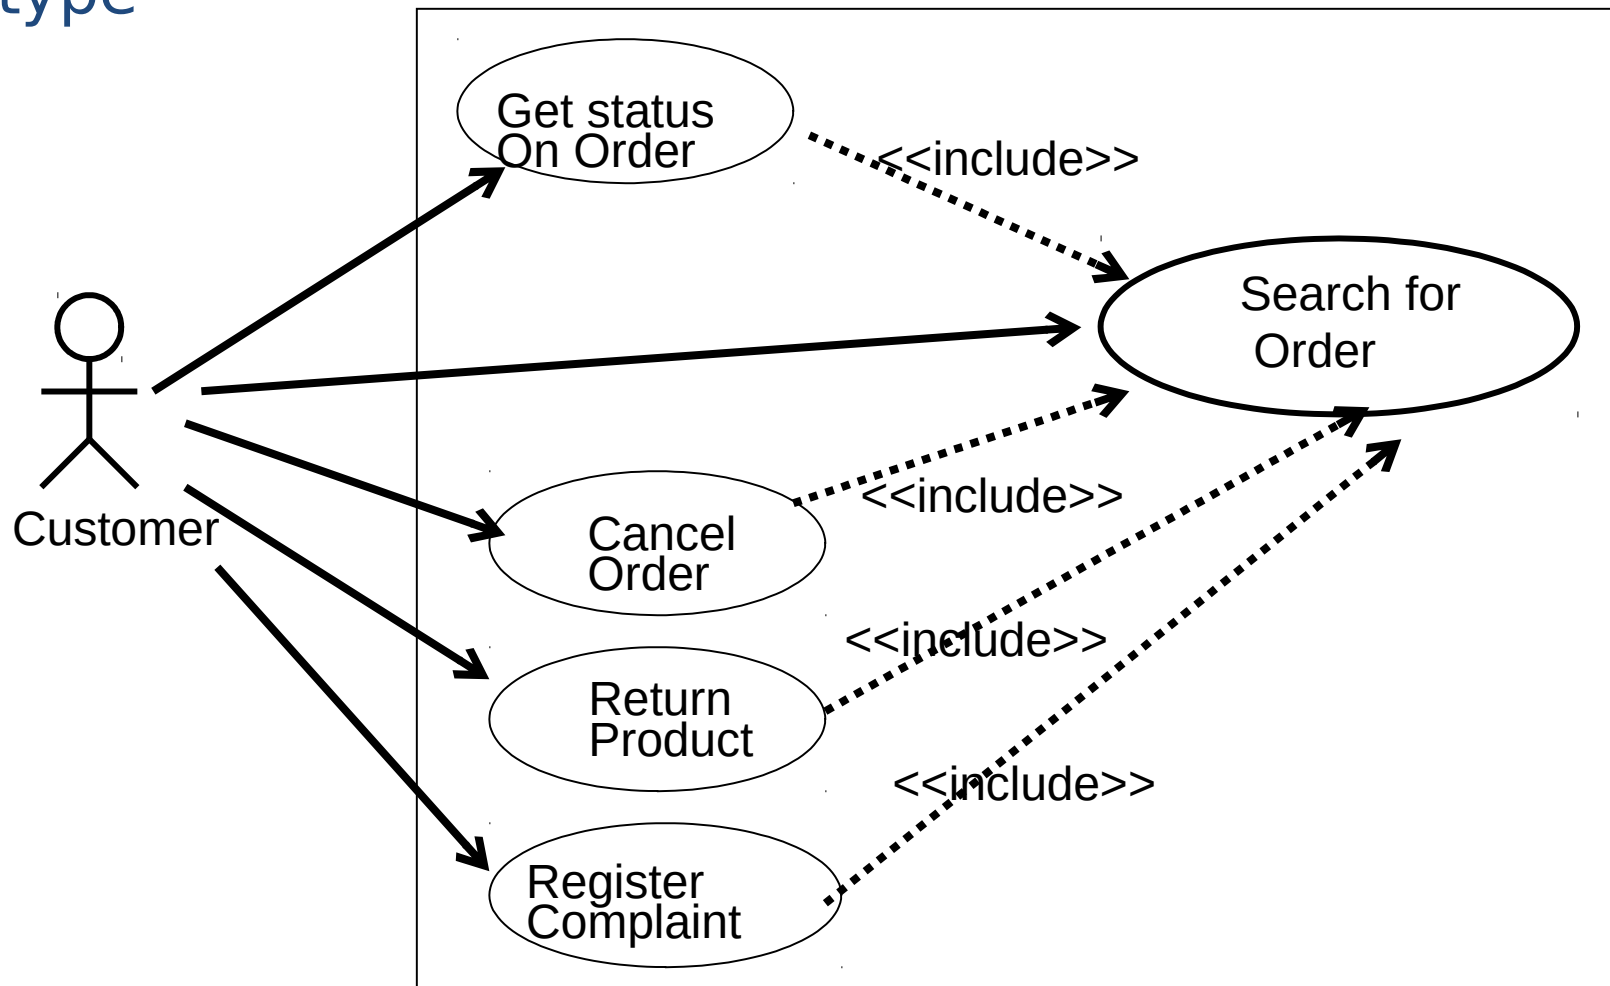 type
Get status
On Order
<<include>>
Search for
Order
<<include>>
Customer
Cancel
Order
<<include>>
Return
Product
<<include>>
Register
Complaint